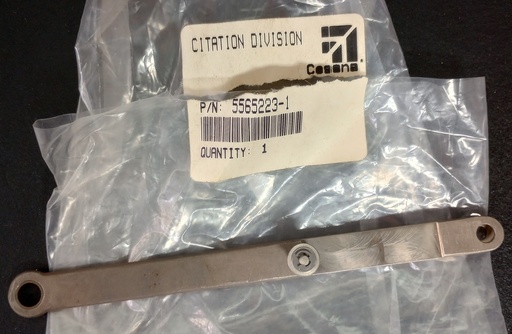 CITATION DIVISION
Cessna
P/N: 5565223-1
QUANTITY: 1